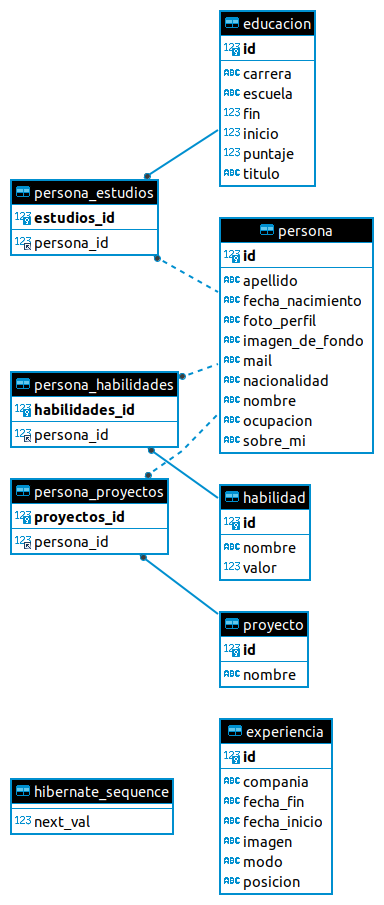 educacion
123 id
ABC carrera
ABC escuela
123 fin
123 inicio
123 puntaje
ABC titulo
persona_estudios
123 estudios_id
123 persona_id
persona
123 id
ABC apellido
ABC fecha_nacimiento
ABC foto_perfil
ABC imagen_de_fondo
ABC mail
ABC nacionalidad
ABC nombre
ABC ocupacion
ABC sobre_mi
persona_habilidades
123 habilidades_id
123 persona_id
persona_proyectos
123 proyectos_id
123 persona_id
habilidad
123 id
ABC nombre
123 valor
proyecto
123 id
ABC nombre
experiencia
123 id
ABC compania
ABC fecha_fin
ABC fecha_inicio
ABC imagen
ABC modo
ABC posicion
hibernate_sequence
123 next_val